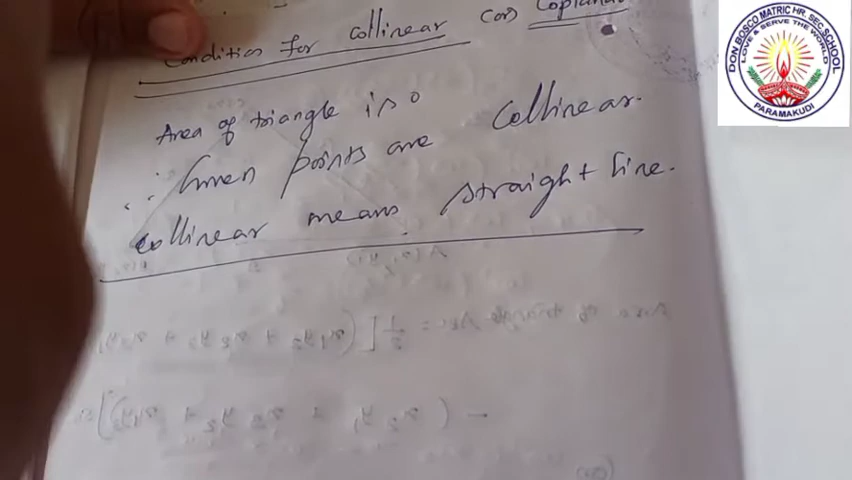 Condition for collinear (or) Coplanar
Area of triangle is 0
∴ Given points are collinear.
collinear means straight line.
DON BOSCO MATRIC HR. SEC. SCHOOL
LOVE & SERVE THE WORLD
PARAMAKUDI